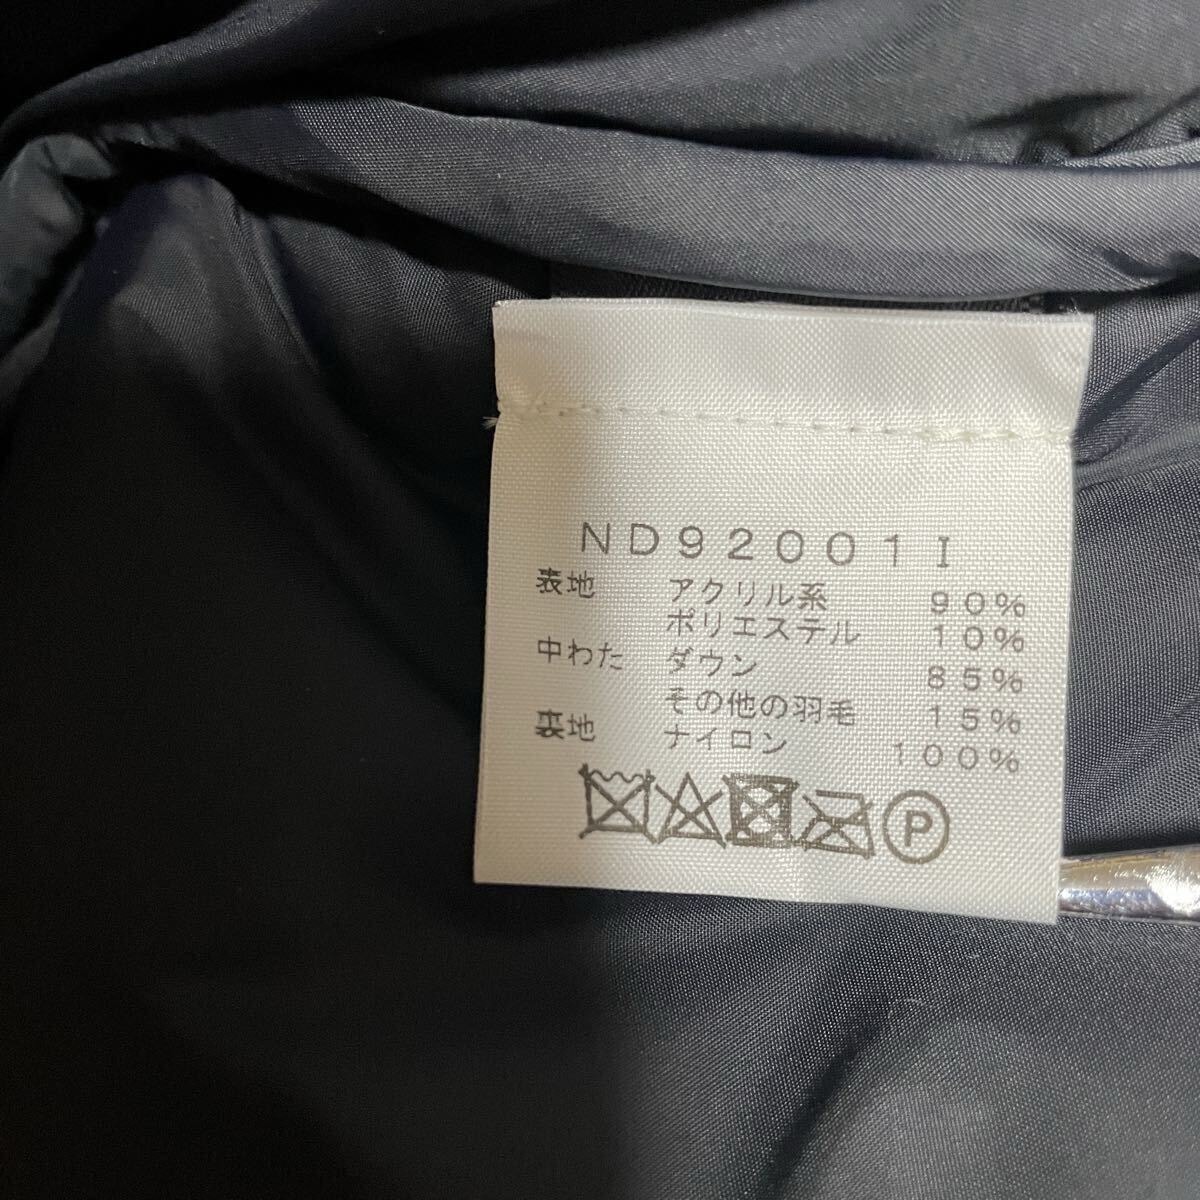 ND92001I
表地 アクリル系 90%
ポリエステル 10%
中わた ダウン 85%
その他の羽毛 15%
裏地 ナイロン 100%
P